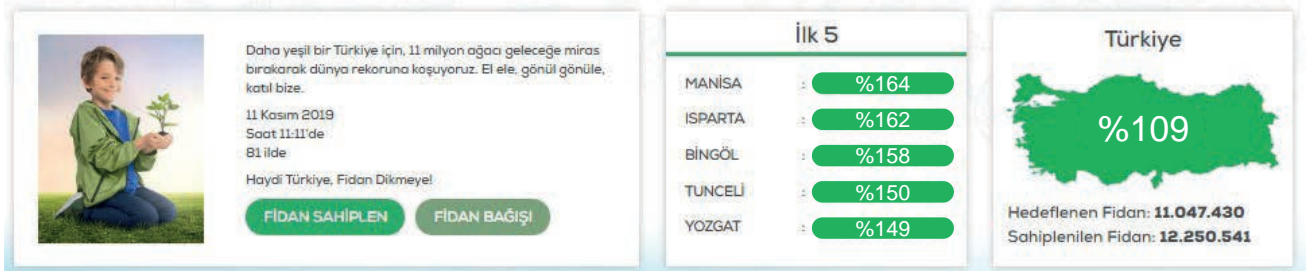 Daha yeşil bir Türkiye için, 11 milyon ağacı geleceğe miras
bırakarak dünya rekoruna koşuyoruz. El ele, gönül gönüle,
katıl bize.
11 Kasım 2019
Saat 11:11'de
81 ilde
Haydi Türkiye, Fidan Dikmeye!
FİDAN SAHİPLEN FİDAN BAĞIŞI
İlk 5
MANİSA : %164
ISPARTA : %162
BİNGÖL : %158
TUNCELİ : %150
YOZGAT : %149
Türkiye
%109
Hedeflenen Fidan: 11.047.430
Sahiplenilen Fidan: 12.250.541